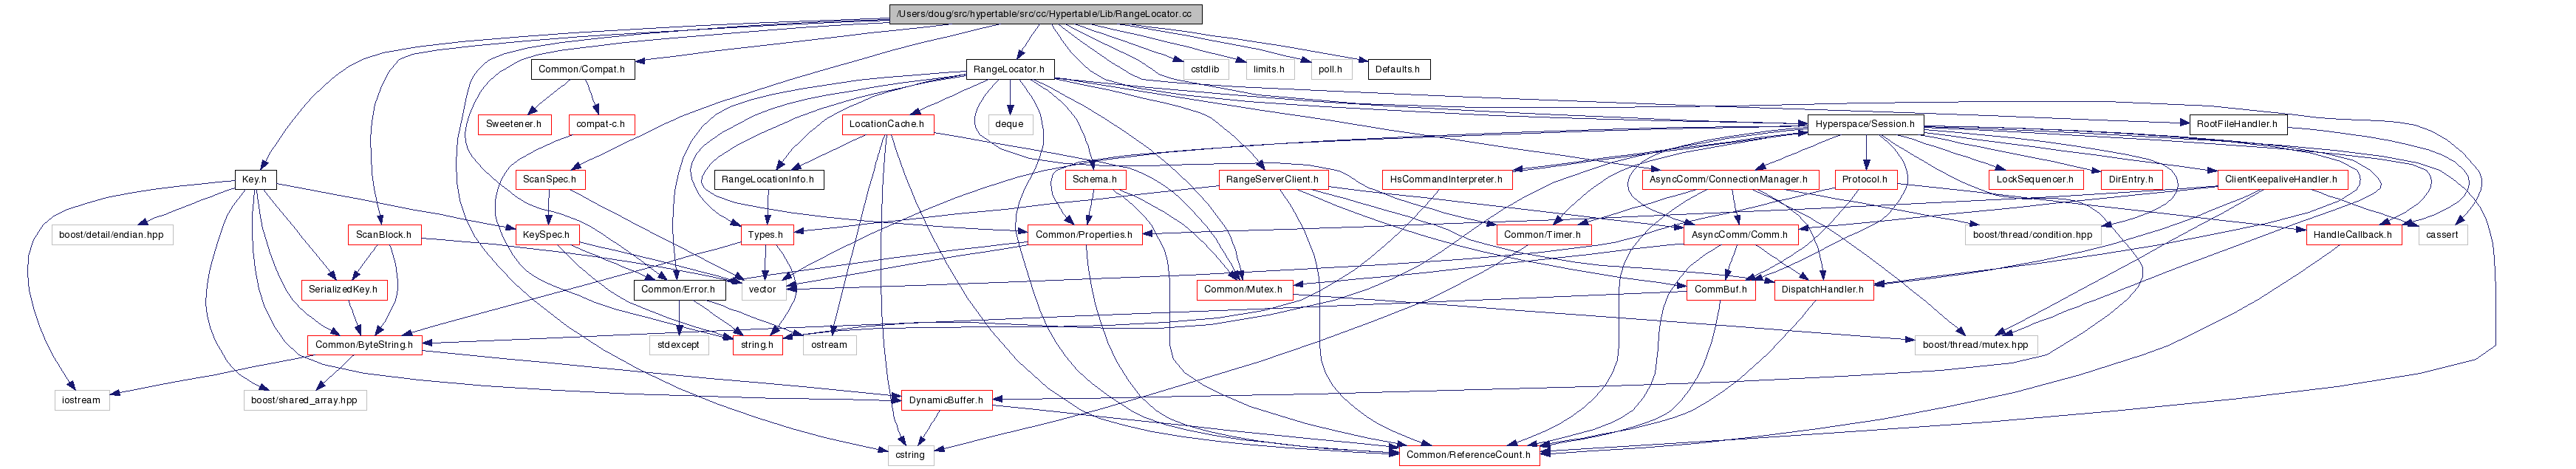 /Users/doug/src/hypertable/src/cc/Hypertable/Lib/RangeLocator.cc
Common/Compat.h
RangeLocator.h
cstdlib
limits.h
poll.h
Defaults.h
Sweetener.h
compat-c.h
LocationCache.h
deque
Hyperspace/Session.h
RootFileHandler.h
Key.h
ScanSpec.h
RangeLocationInfo.h
Schema.h
RangeServerClient.h
HsCommandInterpreter.h
AsyncComm/ConnectionManager.h
Protocol.h
LockSequencer.h
DirEntry.h
ClientKeepaliveHandler.h
boost/detail/endian.hpp
ScanBlock.h
KeySpec.h
Types.h
Common/Properties.h
Common/Timer.h
AsyncComm/Comm.h
boost/thread/condition.hpp
HandleCallback.h
cassert
SerializedKey.h
Common/Error.h
vector
Common/Mutex.h
CommBuf.h
DispatchHandler.h
Common/ByteString.h
stdexcept
string.h
ostream
boost/thread/mutex.hpp
iostream
boost/shared_array.hpp
DynamicBuffer.h
cstring
Common/ReferenceCount.h